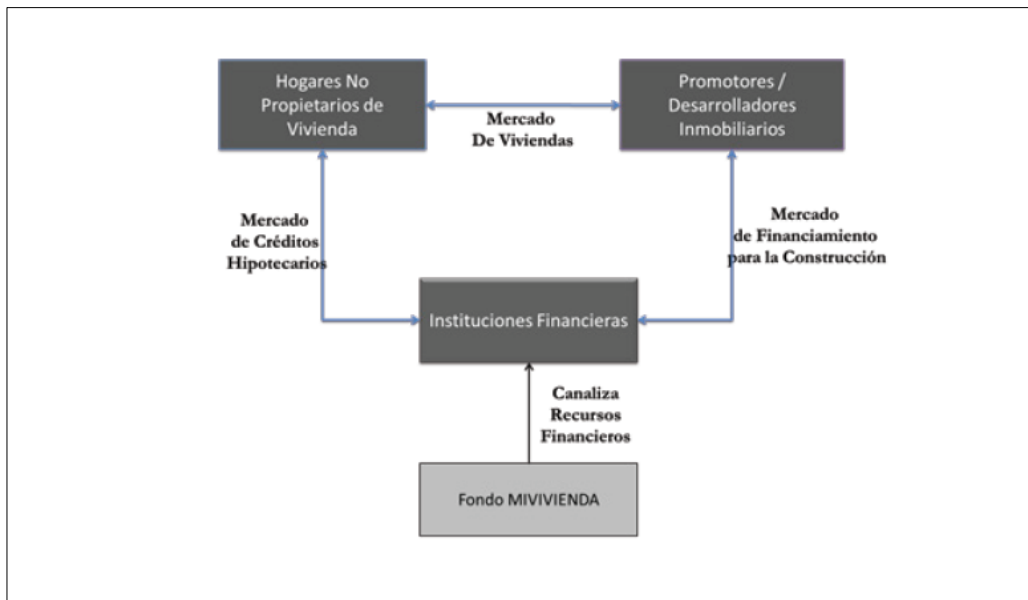 Hogares No
Propietarios de
Vivienda
Promotores /
Desarrolladores
Inmobiliarios
Mercado
De Viviendas
Mercado
de Créditos
Hipotecarios
Mercado
de Financiamiento
para la Construcción
Instituciones Financieras
Canaliza
Recursos
Financieros
Fondo MIVIVIENDA